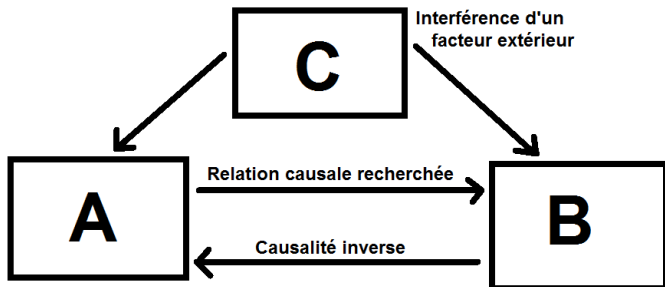 Interférence d'un
facteur extérieur
C
Relation causale recherchée
A
B
Causalité inverse